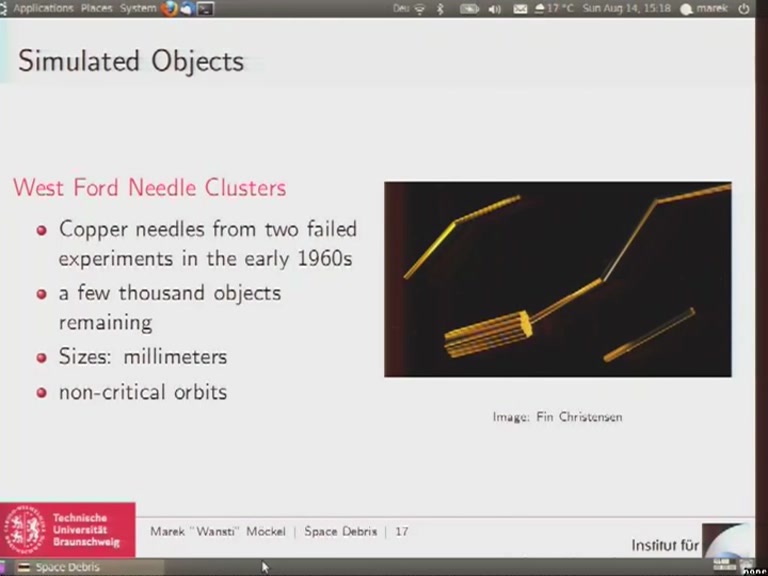 Applications Places System
Deu
17 °C Sun Aug 14, 15:18 marek
Simulated Objects
West Ford Needle Clusters
Copper needles from two failed
experiments in the early 1960s
a few thousand objects
remaining
Sizes: millimeters
non-critical orbits
Image: Fin Christensen
Technische
Universität
Braunschweig
Marek "Wansti" Möckel | Space Debris | 17
Institut für
Space Debris